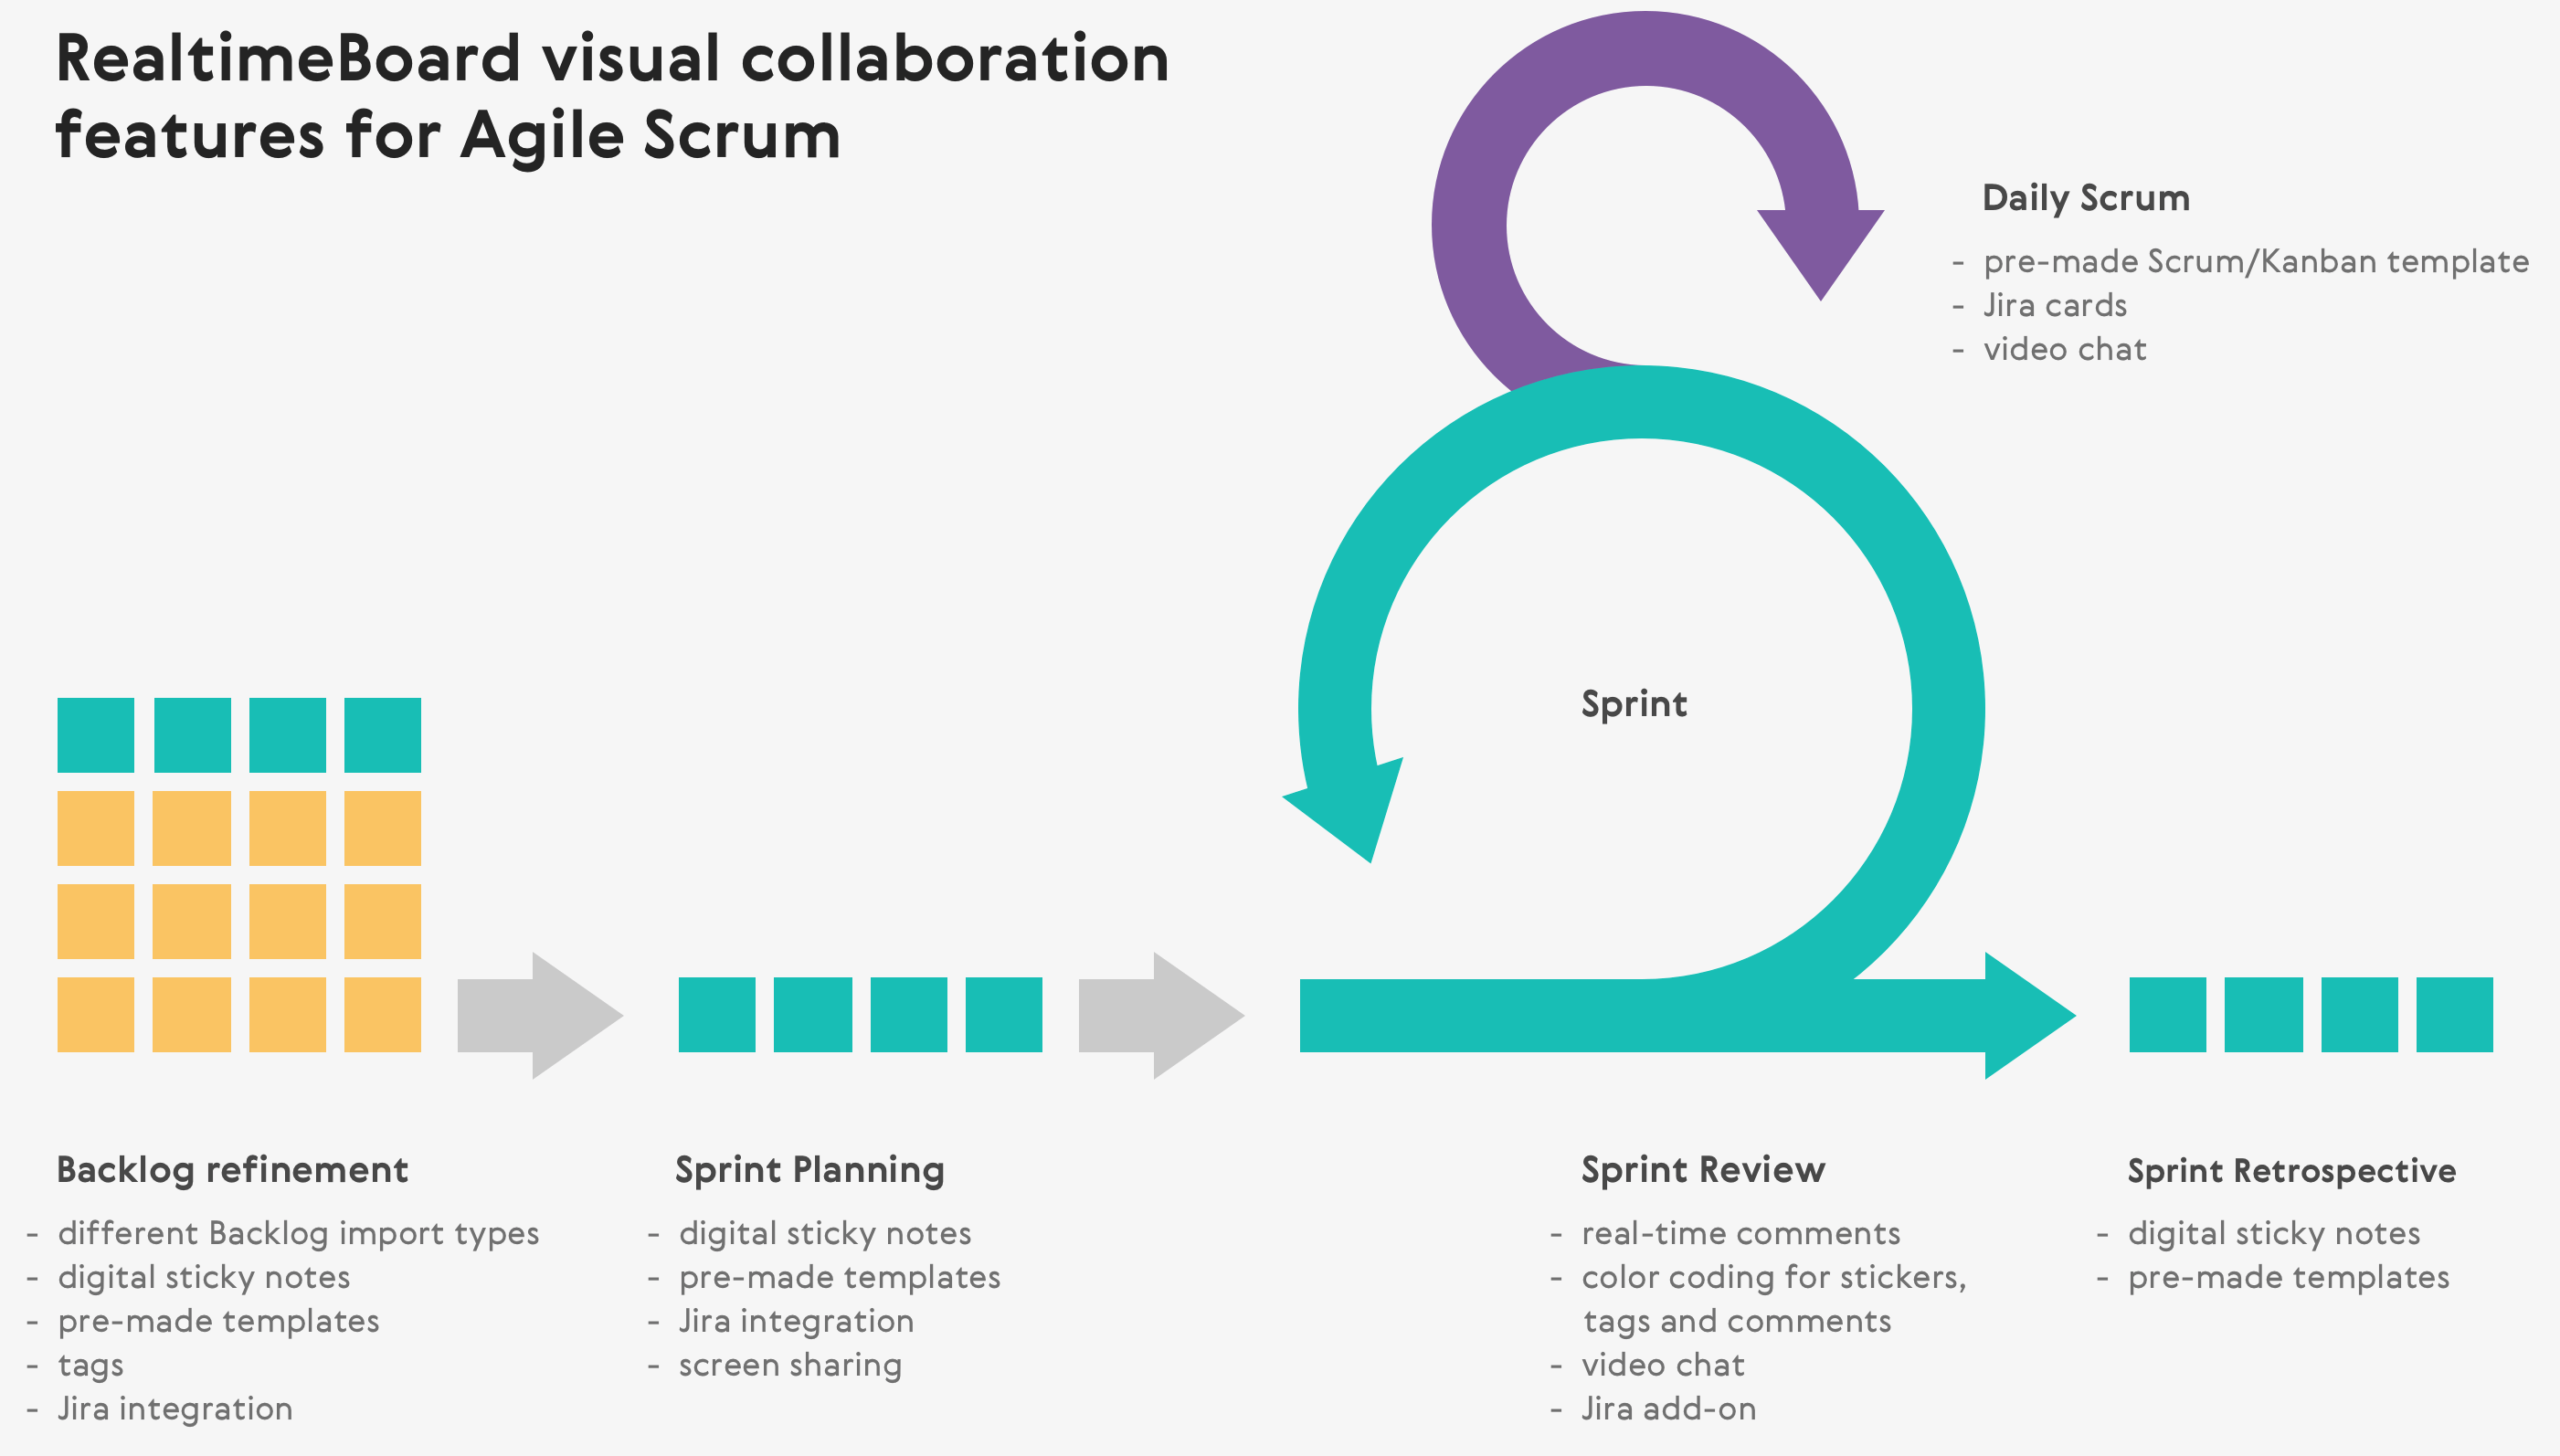 RealtimeBoard visual collaboration
features for Agile Scrum
Daily Scrum
- pre-made Scrum/Kanban template
- Jira cards
- video chat
Sprint
Backlog refinement
- different Backlog import types
- digital sticky notes
- pre-made templates
- tags
- Jira integration
Sprint Planning
- digital sticky notes
- pre-made templates
- Jira integration
- screen sharing
Sprint Review
- real-time comments
- color coding for stickers,
tags and comments
- video chat
- Jira add-on
Sprint Retrospective
- digital sticky notes
- pre-made templates